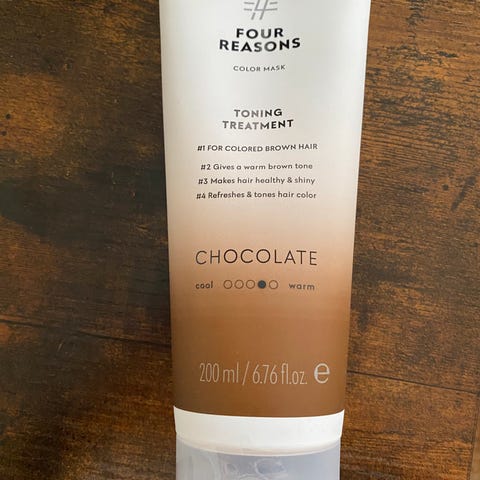 #4
FOUR
REASONS
COLOR MASK
TONING
TREATMENT
#1 FOR COLORED BROWN HAIR
#2 Gives a warm brown tone
#3 Makes hair healthy & shiny
#4 Refreshes & tones hair color
CHOCOLATE
cool ○○○●○ warm
200 ml / 6.76 fl.oz. ℮